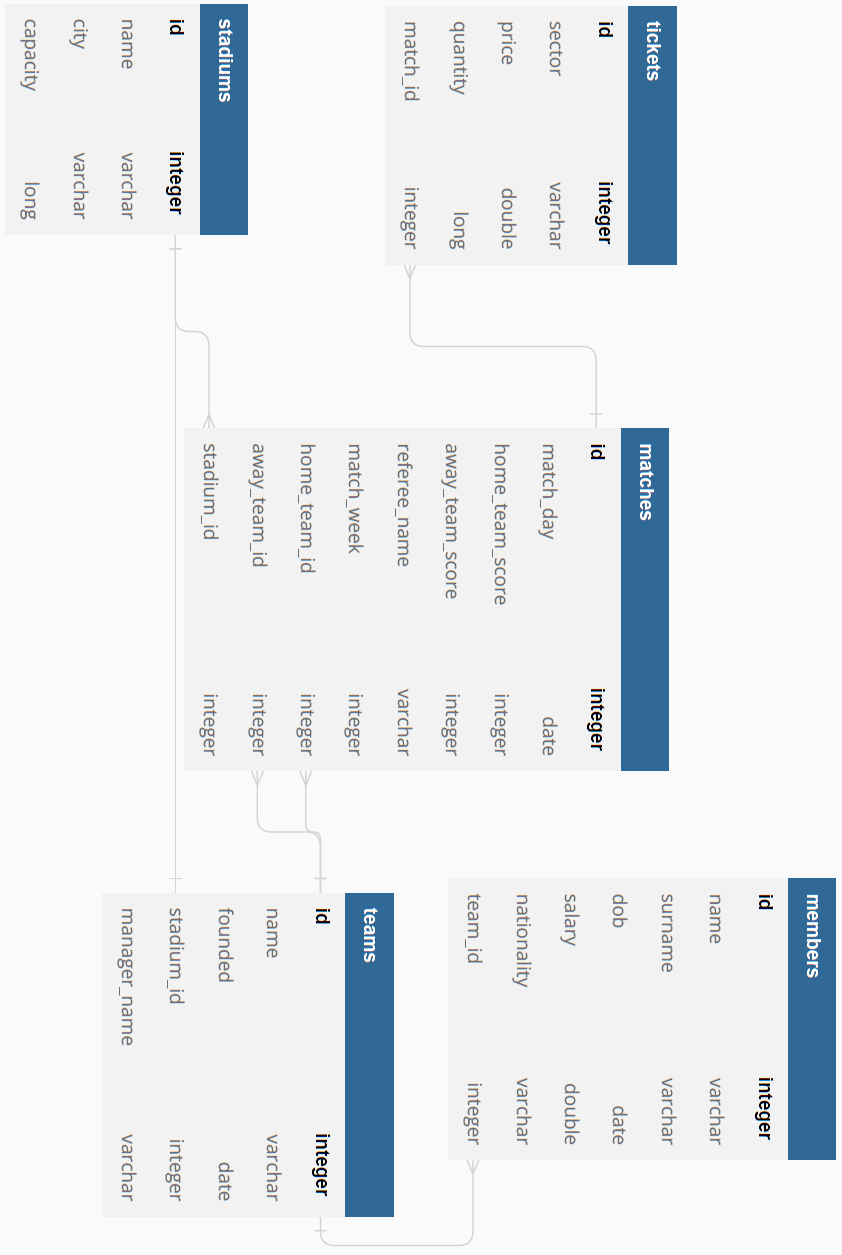 tickets
id integer
sector varchar
price double
quantity long
match_id integer
stadiums
id integer
name varchar
city varchar
capacity long
matches
id integer
match_day date
home_team_score integer
away_team_score integer
referee_name varchar
match_week integer
home_team_id integer
away_team_id integer
stadium_id integer
members
id integer
name varchar
surname varchar
dob date
salary double
nationality varchar
team_id integer
teams
id integer
name varchar
founded date
stadium_id integer
manager_name varchar